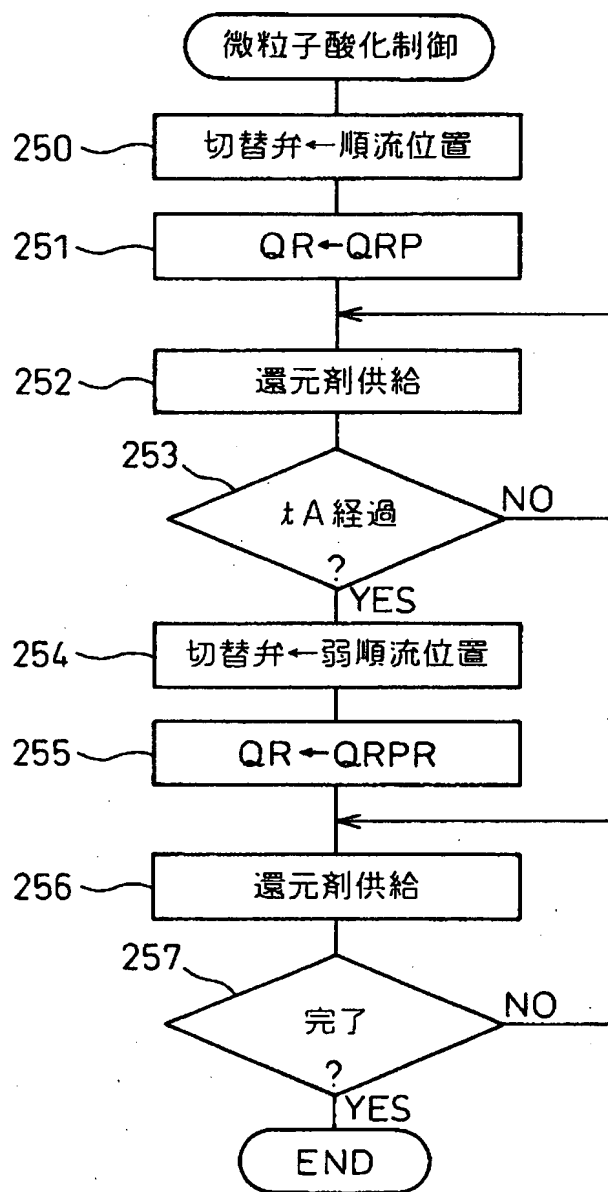 微粒子酸化制御
250
切替弁←順流位置
251
QR←QRP
252
還元剤供給
253
tA経過
?
NO
YES
254
切替弁←弱順流位置
255
QR←QRPR
256
還元剤供給
257
完了
?
NO
YES
END